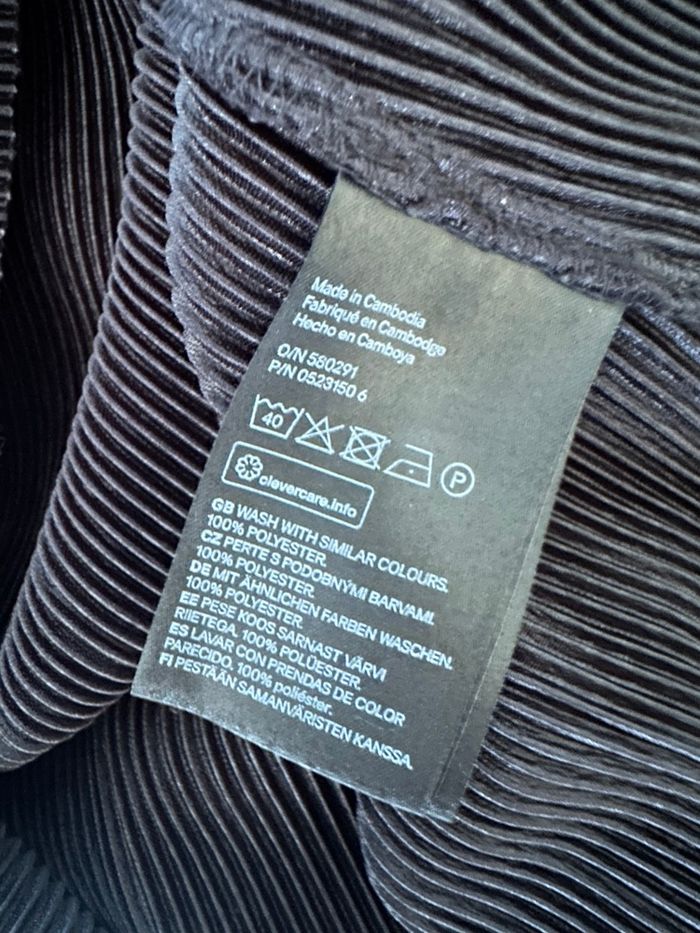 Made in Cambodia
Fabriqué en Cambodge
Hecho en Camboya
O/N 580291
P/N 0523150 6
40
P
clevercare.info
GB WASH WITH SIMILAR COLOURS.
100% POLYESTER.
CZ PERTE S PODOBNÝMI BARVAMI.
100% POLYESTER.
DE MIT ÄHNLICHEN FARBEN WASCHEN.
100% POLYESTER.
EE PESE KOOS SARNAST VÄRVI
RIIETEGA. 100% POLÜESTER.
ES LAVAR CON PRENDAS DE COLOR
PARECIDO. 100% poliéster.
FI PESTÄÄN SAMANVÄRISTEN KANSSA.